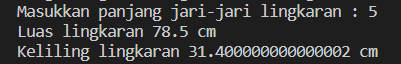 Masukkan panjang jari-jari lingkaran : 5
Luas lingkaran 78.5 cm
Keliling lingkaran 31.400000000000002 cm